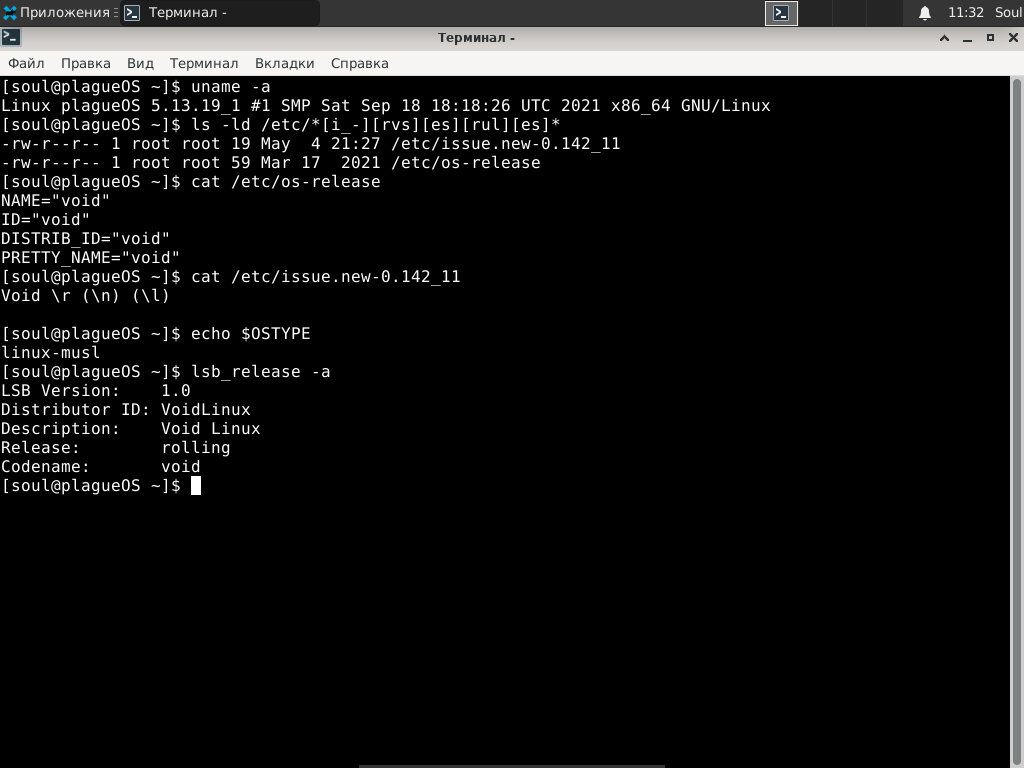 Приложения Терминал - 11:32 Soul
Терминал -
Файл Правка Вид Терминал Вкладки Справка
[soul@plagueOS ~]$ uname -a
Linux plagueOS 5.13.19_1 #1 SMP Sat Sep 18 18:18:26 UTC 2021 x86_64 GNU/Linux
[soul@plagueOS ~]$ ls -ld /etc/*[i_-][rvs][es][rul][es]*
-rw-r--r-- 1 root root 19 May  4 21:27 /etc/issue.new-0.142_11
-rw-r--r-- 1 root root 59 Mar 17  2021 /etc/os-release
[soul@plagueOS ~]$ cat /etc/os-release
NAME="void"
ID="void"
DISTRIB_ID="void"
PRETTY_NAME="void"
[soul@plagueOS ~]$ cat /etc/issue.new-0.142_11
Void \r (\n) (\l)
[soul@plagueOS ~]$ echo $OSTYPE
linux-musl
[soul@plagueOS ~]$ lsb_release -a
LSB Version:    1.0
Distributor ID: VoidLinux
Description:    Void Linux
Release:        rolling
Codename:       void
[soul@plagueOS ~]$